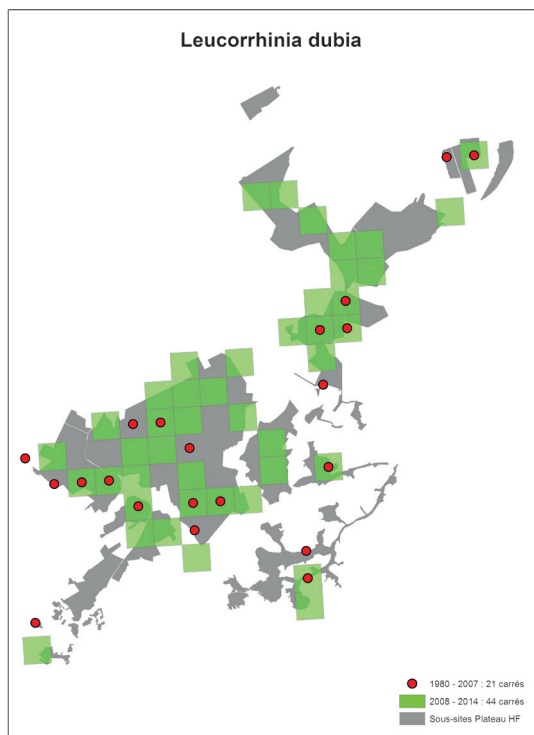 Leucorrhinia dubia
1980 - 2007 : 21 carrés
2008 - 2014 : 44 carrés
Sous-sites Plateau HF